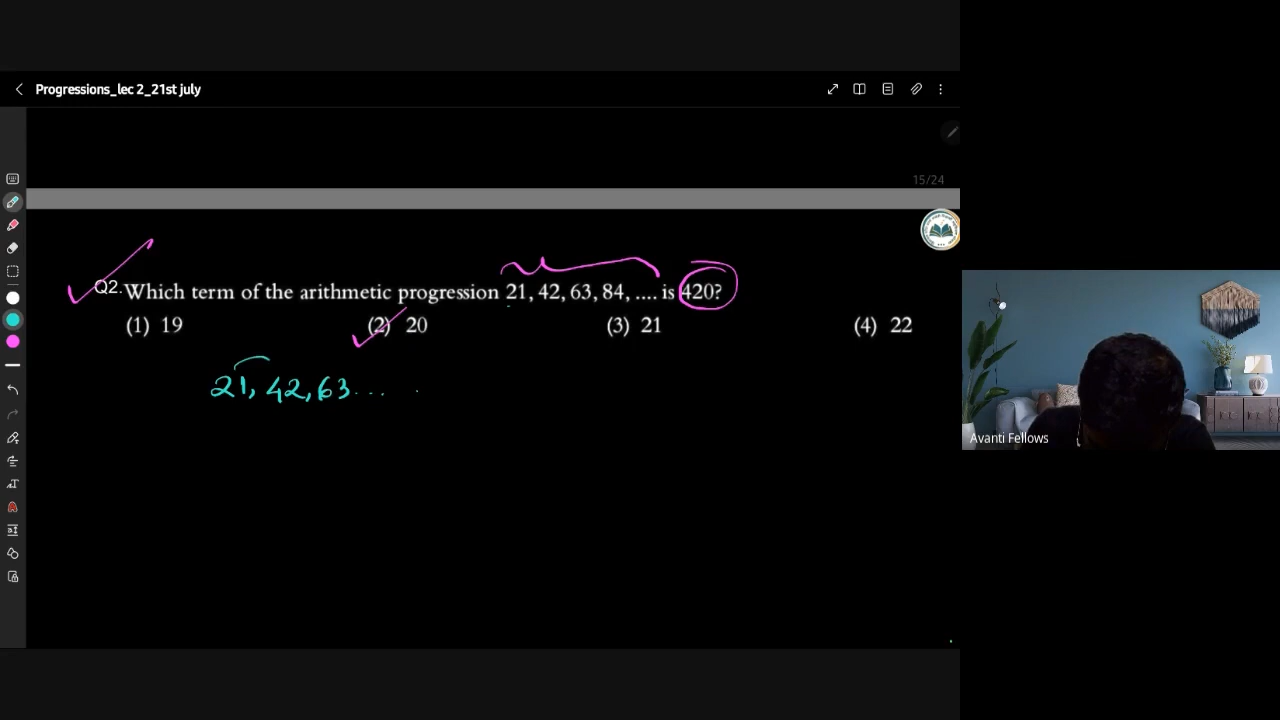 Progressions_lec 2_21st july
15/24
Q2. Which term of the arithmetic progression 21, 42, 63, 84, .... is 420?
(1) 19 (2) 20 (3) 21 (4) 22
21, 42, 63...
Avanti Fellows